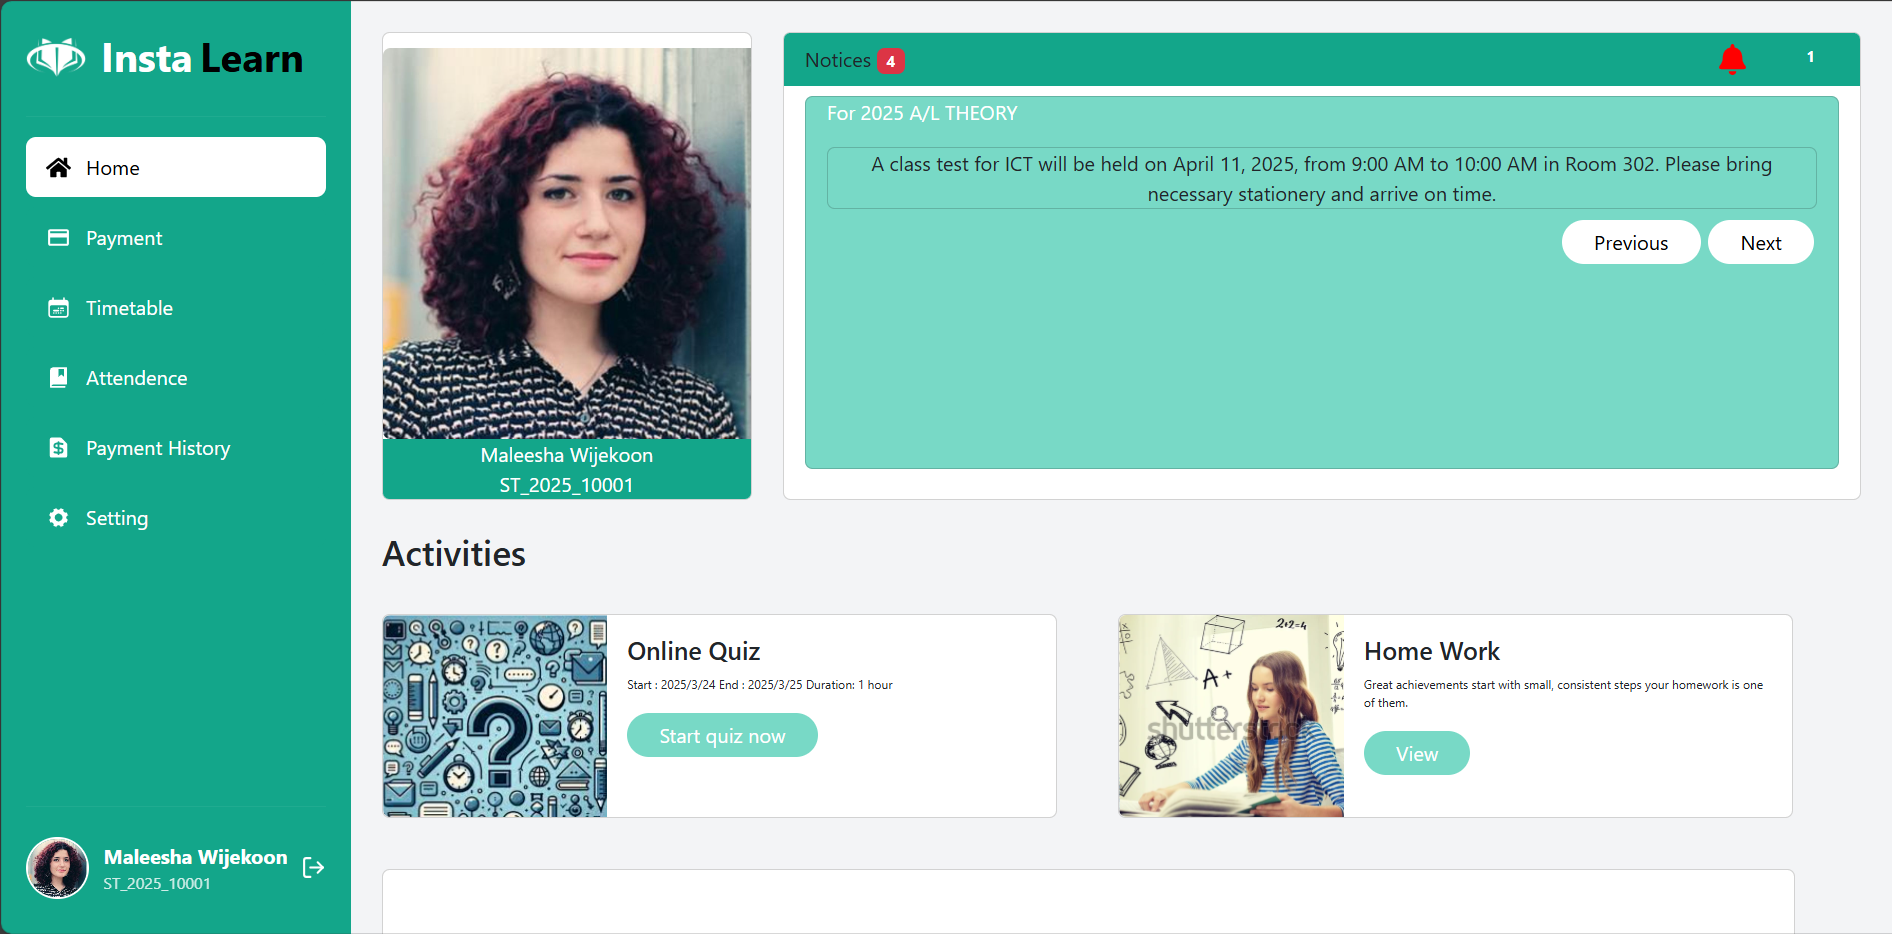 Insta Learn
Home
Payment
Timetable
Attendence
Payment History
Setting
Maleesha Wijekoon
ST_2025_10001
Maleesha Wijekoon
ST_2025_10001
Notices 4
1
For 2025 A/L THEORY
A class test for ICT will be held on April 11, 2025, from 9:00 AM to 10:00 AM in Room 302. Please bring
necessary stationery and arrive on time.
Previous Next
Activities
Online Quiz
Start : 2025/3/24 End : 2025/3/25 Duration: 1 hour
Start quiz now
2+2=4
A+
Home Work
Great achievements start with small, consistent steps your homework is one
of them.
View